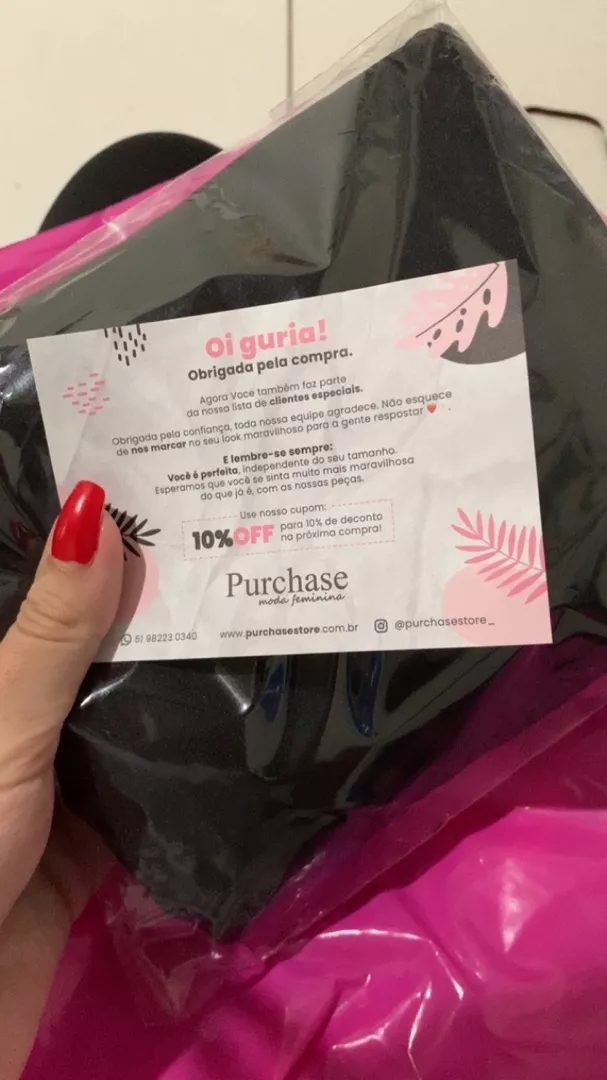 Oi guria!
Obrigada pela compra.
Agora Voce também faz parte
da nossa lista de clientes especiais.
Obrigada pela confiança, toda nossa equipe agradece. Não esquece
de nos marcar no seu look maravilhoso para a gente respostar ❤️
E lembre-se sempre:
Você é perfeita, independente do seu tamanho.
Esperamos que você se sinta muito mais maravilhosa
do que já é, com as nossas peças.
Use nosso cupom:
10%OFF para 10% de deconto
na próxima compra!
Purchase
moda feminina
51 98223 0340 www.purchasestore.com.br @purchasestore_